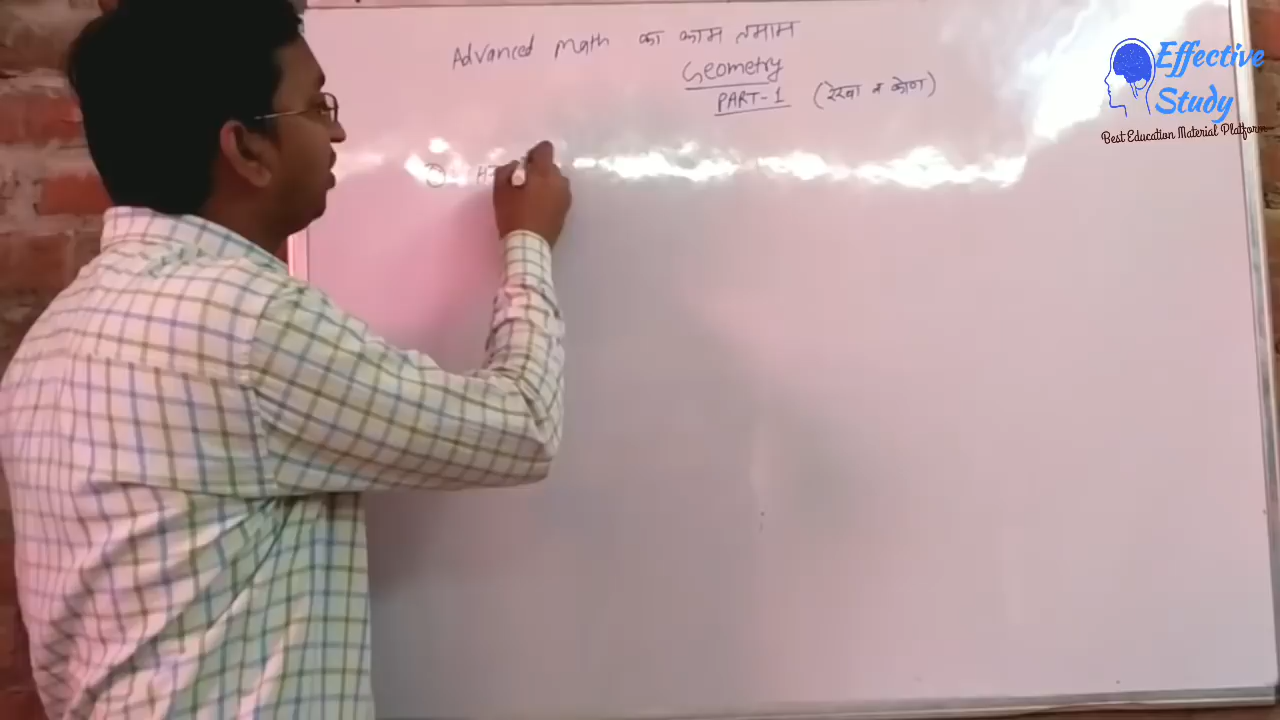 Advanced math का काम तमाम
Geometry
PART-1 (रेखा व कोण)
Effective
Study
Best Education Material Platform